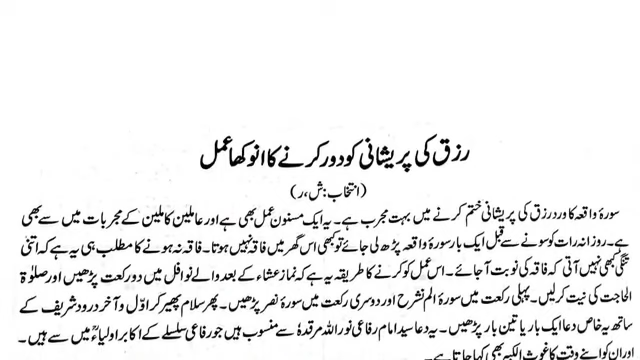 رزق کی پریشانی کو دور کرنے کا انوکھا عمل
(انتخاب: ش، ر)
سورۂ واقعہ کا ورد رزق کی پریشانی ختم کرنے میں بہت مجرب ہے۔ یہ ایک مسنون عمل بھی ہے اور عاملین کاملین کے مجربات میں سے بھی
ہے۔ روزانہ رات کو سونے سے قبل ایک بار سورۂ واقعہ پڑھ لی جائے تو کبھی اس گھر میں فاقہ نہیں ہوتا۔ فاقہ نہ ہونے کا مطلب ہی یہ ہے کہ اتنی
تنگی کبھی نہیں آتی کہ فاقہ کی نوبت آجائے۔ اس عمل کو کرنے کا طریقہ یہ ہے کہ نماز عشاء کے بعد والے نوافل میں دو رکعت پڑھیں اور صلوٰۃ
الحاجت کی نیت کرلیں۔ پہلی رکعت میں سورۂ الم نشرح اور دوسری رکعت میں سورۂ نصر پڑھیں۔ پھر سلام پھیر کر اوّل و آخر درود شریف کے
ساتھ یہ خاص دعا ایک بار یا تین بار پڑھیں۔ یہ دعا سید امام رفاعی نور اللہ مرقدہٗ سے منسوب ہیں جو رفاعی سلسلے کے اکابر اولیاءؒ میں سے ہیں۔
اور ان کو اپنے وقت کا غوث الکبیر بھی کہا جاتا ہے۔